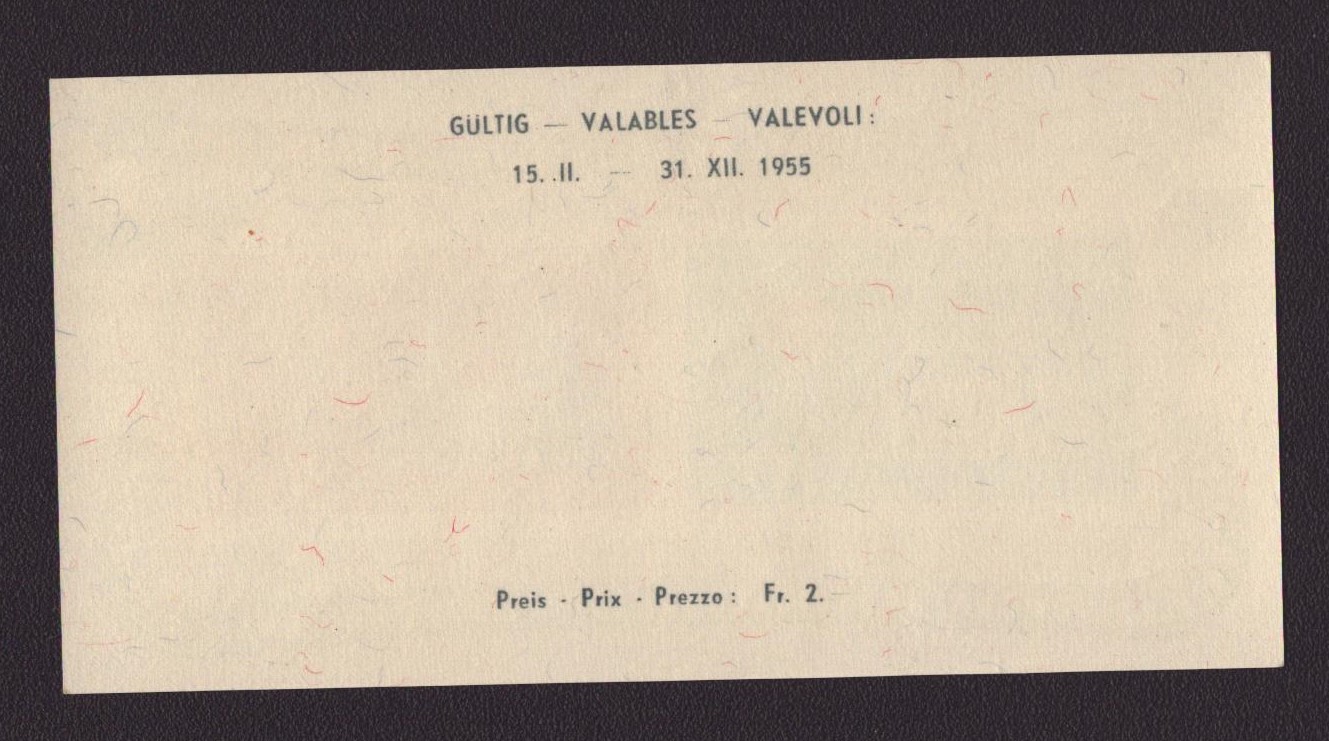 GÜLTIG — VALABLES — VALEVOLI:
15. II. — 31. XII. 1955
Preis - Prix - Prezzo: Fr. 2.—